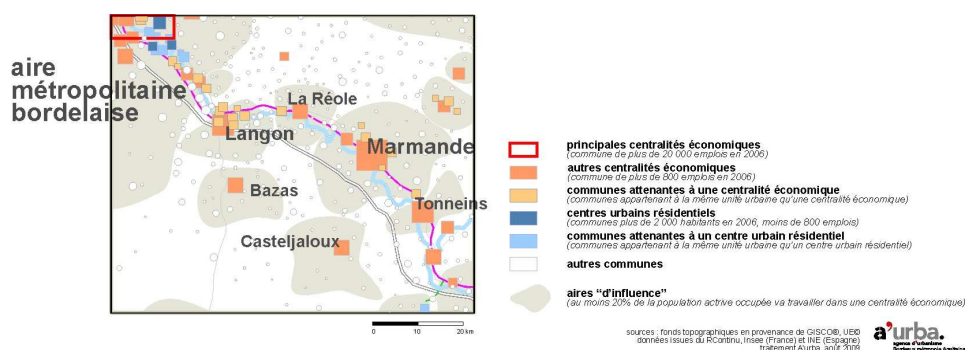 aire
métropolitaine
bordelaise
La Réole
Langon
Marmande
Bazas
Tonneins
Casteljaloux
0 10 20 km
principales centralités économiques
(commune de plus de 20 000 emplois en 2006)
autres centralités économiques
(commune de plus de 800 emplois en 2006)
communes attenantes à une centralité économique
(communes appartenant à la même unité urbaine qu'une centralité économique)
centres urbains résidentiels
(communes plus de 2 000 habitants en 2006, moins de 800 emplois)
communes attenantes à un centre urbain résidentiel
(communes appartenant à la même unité urbaine qu'un centre urbain résidentiel)
autres communes
aires "d'influence"
(au moins 20% de la population active occupée va travailler dans une centralité économique)
sources : fonds topographiques en provenance de GISCO®, UE©
données issues du RContinu, Insee (France) et INE (Espagne)
traitement A'urba, août 2009
a'urba.
agence d'urbanisme
Bordeaux métropole Aquitaine